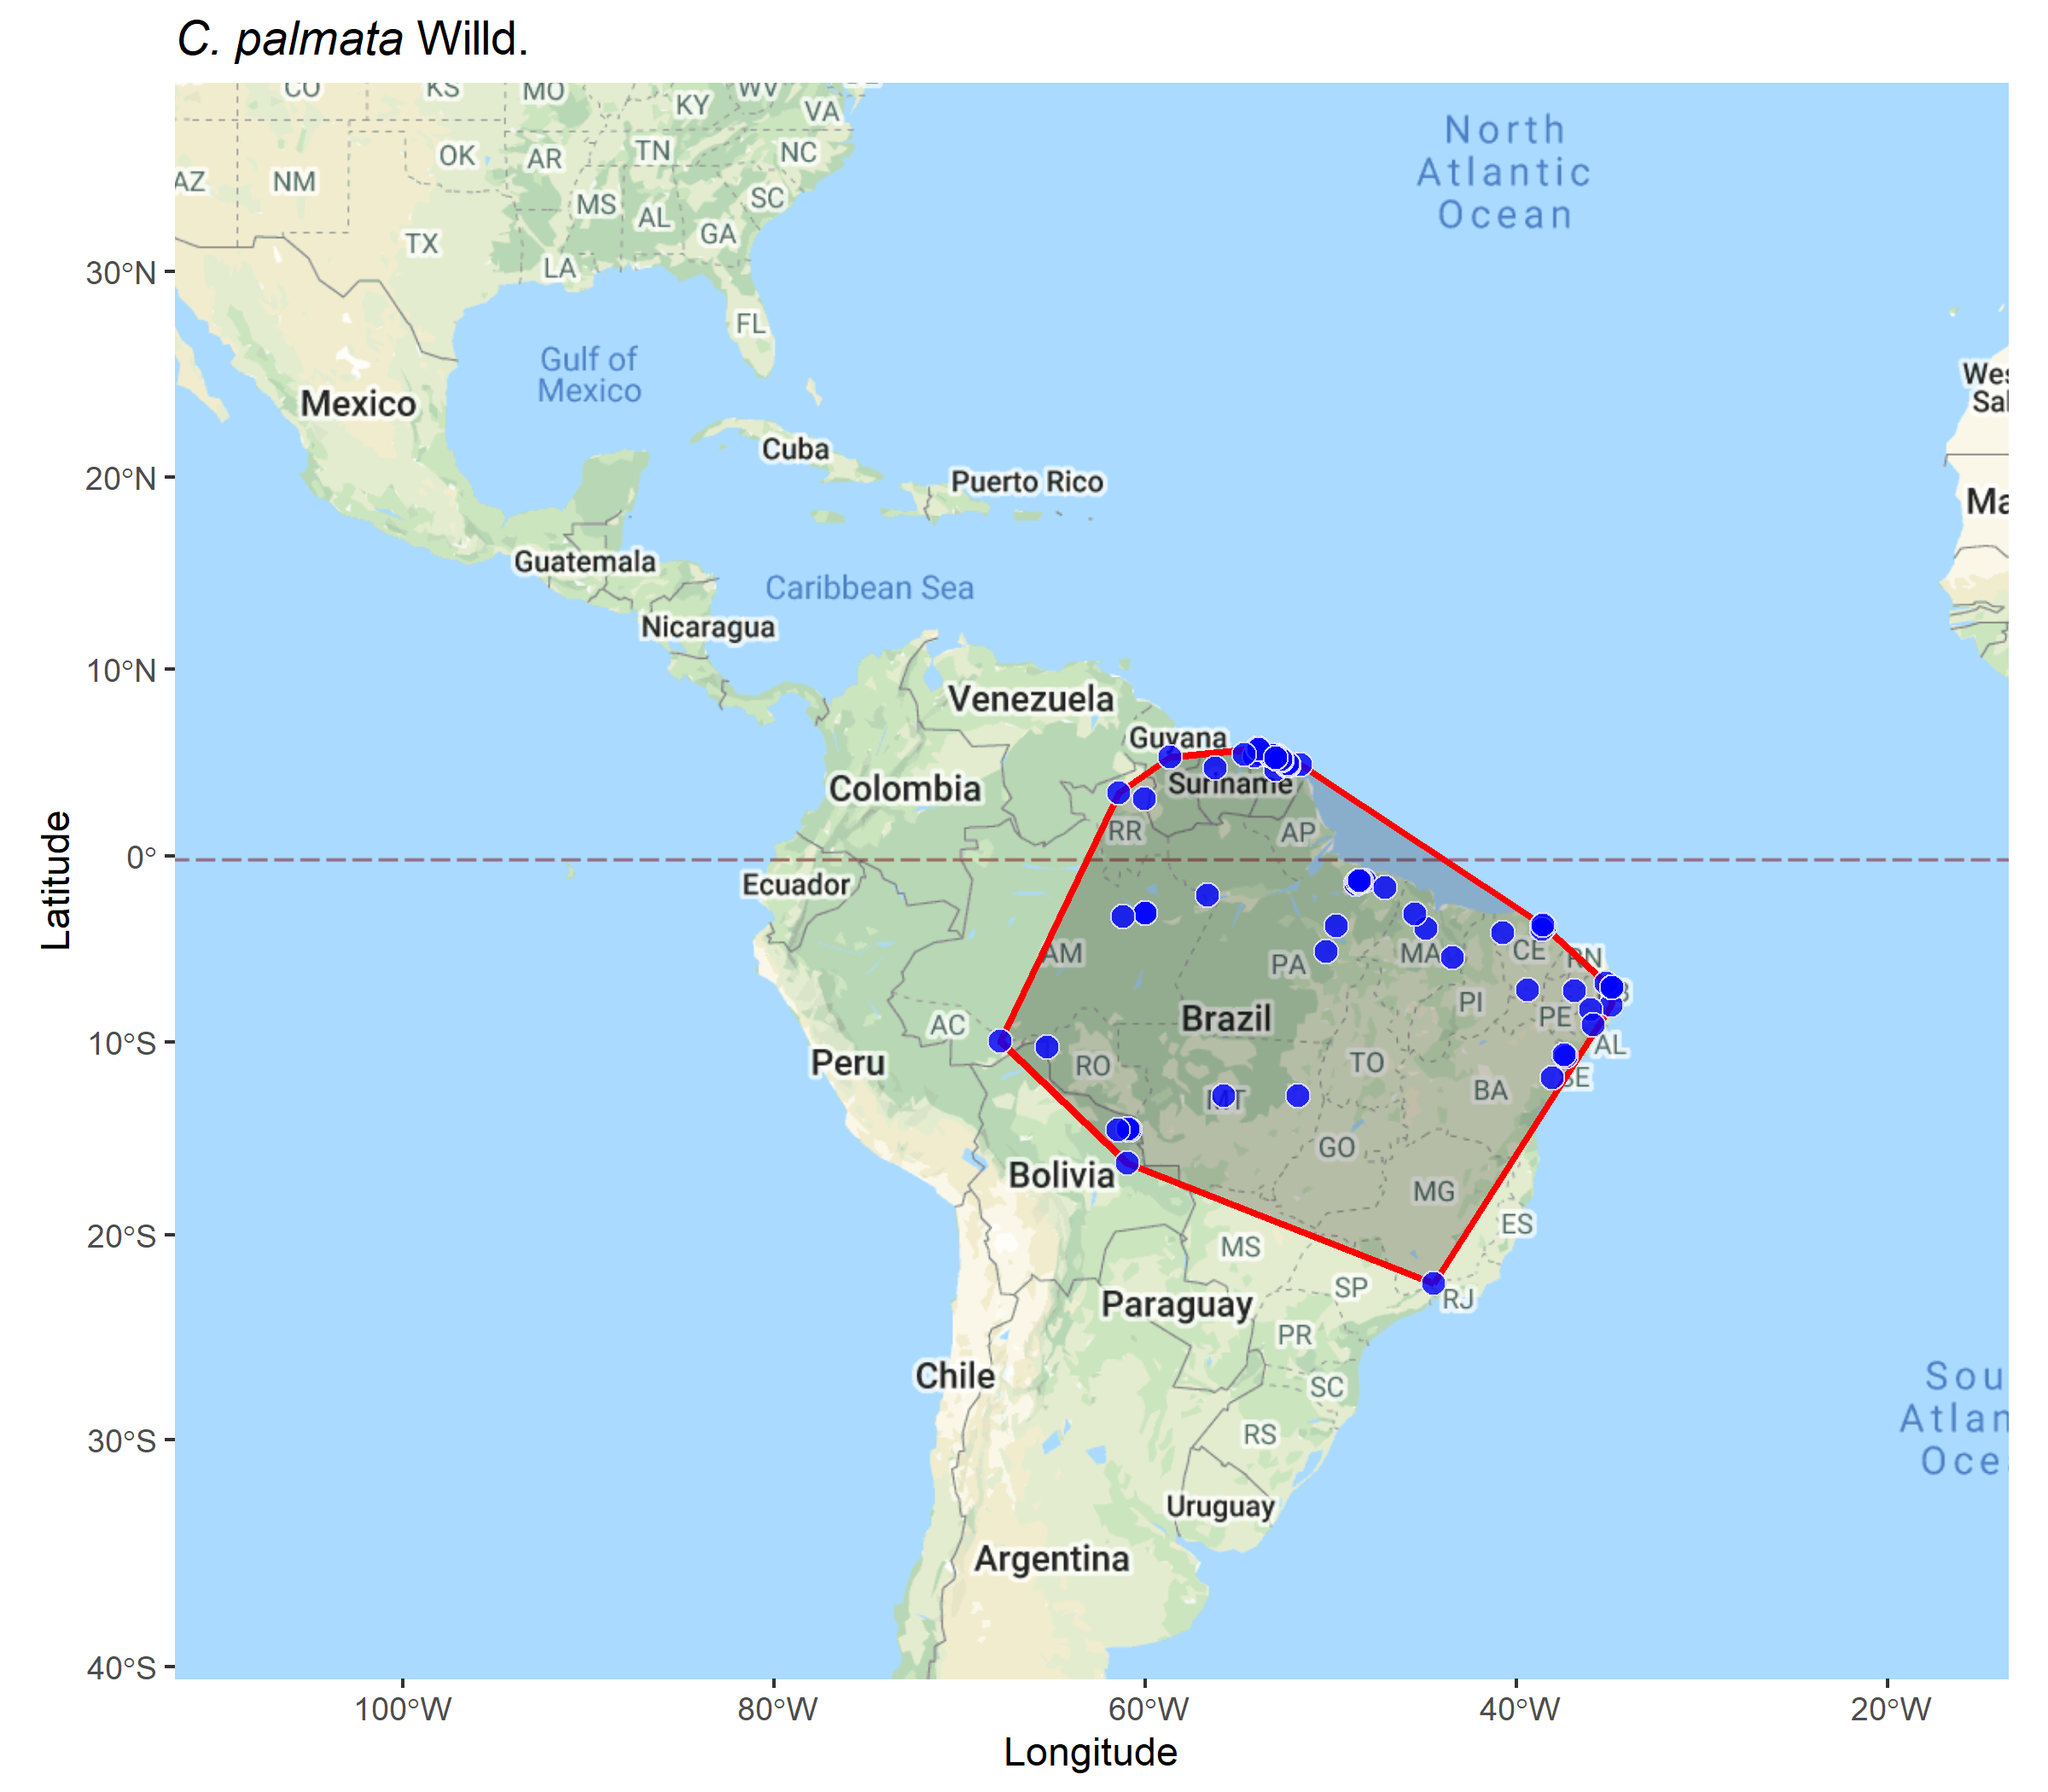 C. palmata Willd.
CO KS MO WV
KY VA
OK AR TN NC
AZ NM
MS AL SC
TX GA
LA
FL
North
Atlantic
Ocean
30°N
Gulf of
Mexico
Mexico
Cuba
Puerto Rico
20°N
Guatemala
Caribbean Sea
Nicaragua
10°N
Venezuela
Guyana
Colombia
Suriname
RR AP
0°
Ecuador
AM PA MA CE RN
PI PE
Brazil
AC
10°S
Peru
RO TO AL
MT BA SE
GO
Bolivia
MG
20°S
ES
MS
SP RJ
Paraguay
PR
Chile
SC
RS
30°S
Uruguay
Argentina
40°S
Wes
Sal
Ma
Sou
Atlan
Oce
100°W 80°W 60°W 40°W 20°W
Longitude
Latitude